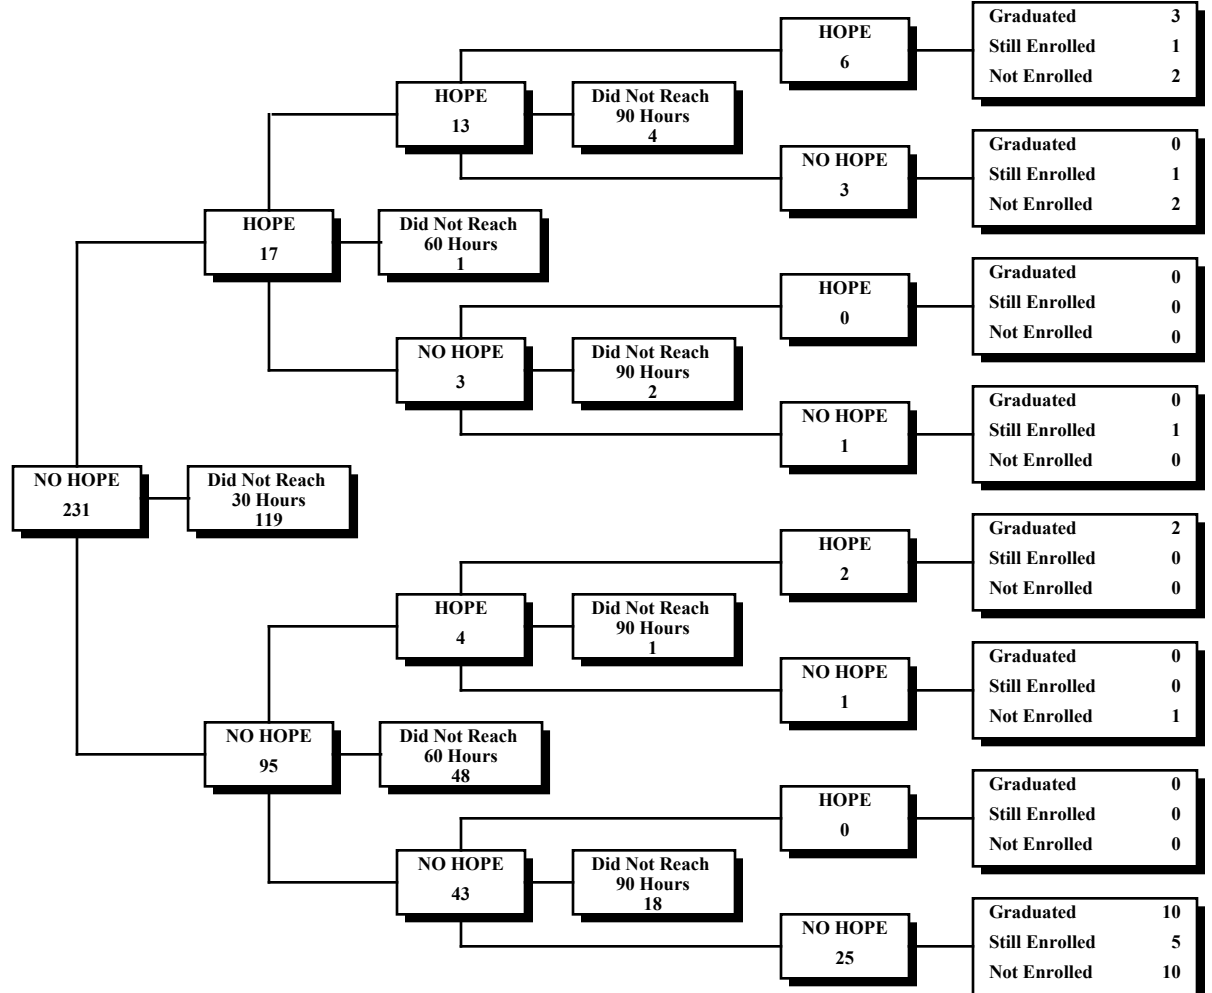 NO HOPE
231
Did Not Reach
30 Hours
119
HOPE
17
Did Not Reach
60 Hours
1
NO HOPE
95
Did Not Reach
60 Hours
48
HOPE
13
Did Not Reach
90 Hours
4
NO HOPE
3
Did Not Reach
90 Hours
2
HOPE
4
Did Not Reach
90 Hours
1
NO HOPE
43
Did Not Reach
90 Hours
18
HOPE
6
Graduated 3
Still Enrolled 1
Not Enrolled 2
NO HOPE
3
Graduated 0
Still Enrolled 1
Not Enrolled 2
HOPE
0
Graduated 0
Still Enrolled 0
Not Enrolled 0
NO HOPE
1
Graduated 0
Still Enrolled 1
Not Enrolled 0
HOPE
2
Graduated 2
Still Enrolled 0
Not Enrolled 0
NO HOPE
1
Graduated 0
Still Enrolled 0
Not Enrolled 1
HOPE
0
Graduated 0
Still Enrolled 0
Not Enrolled 0
NO HOPE
25
Graduated 10
Still Enrolled 5
Not Enrolled 10